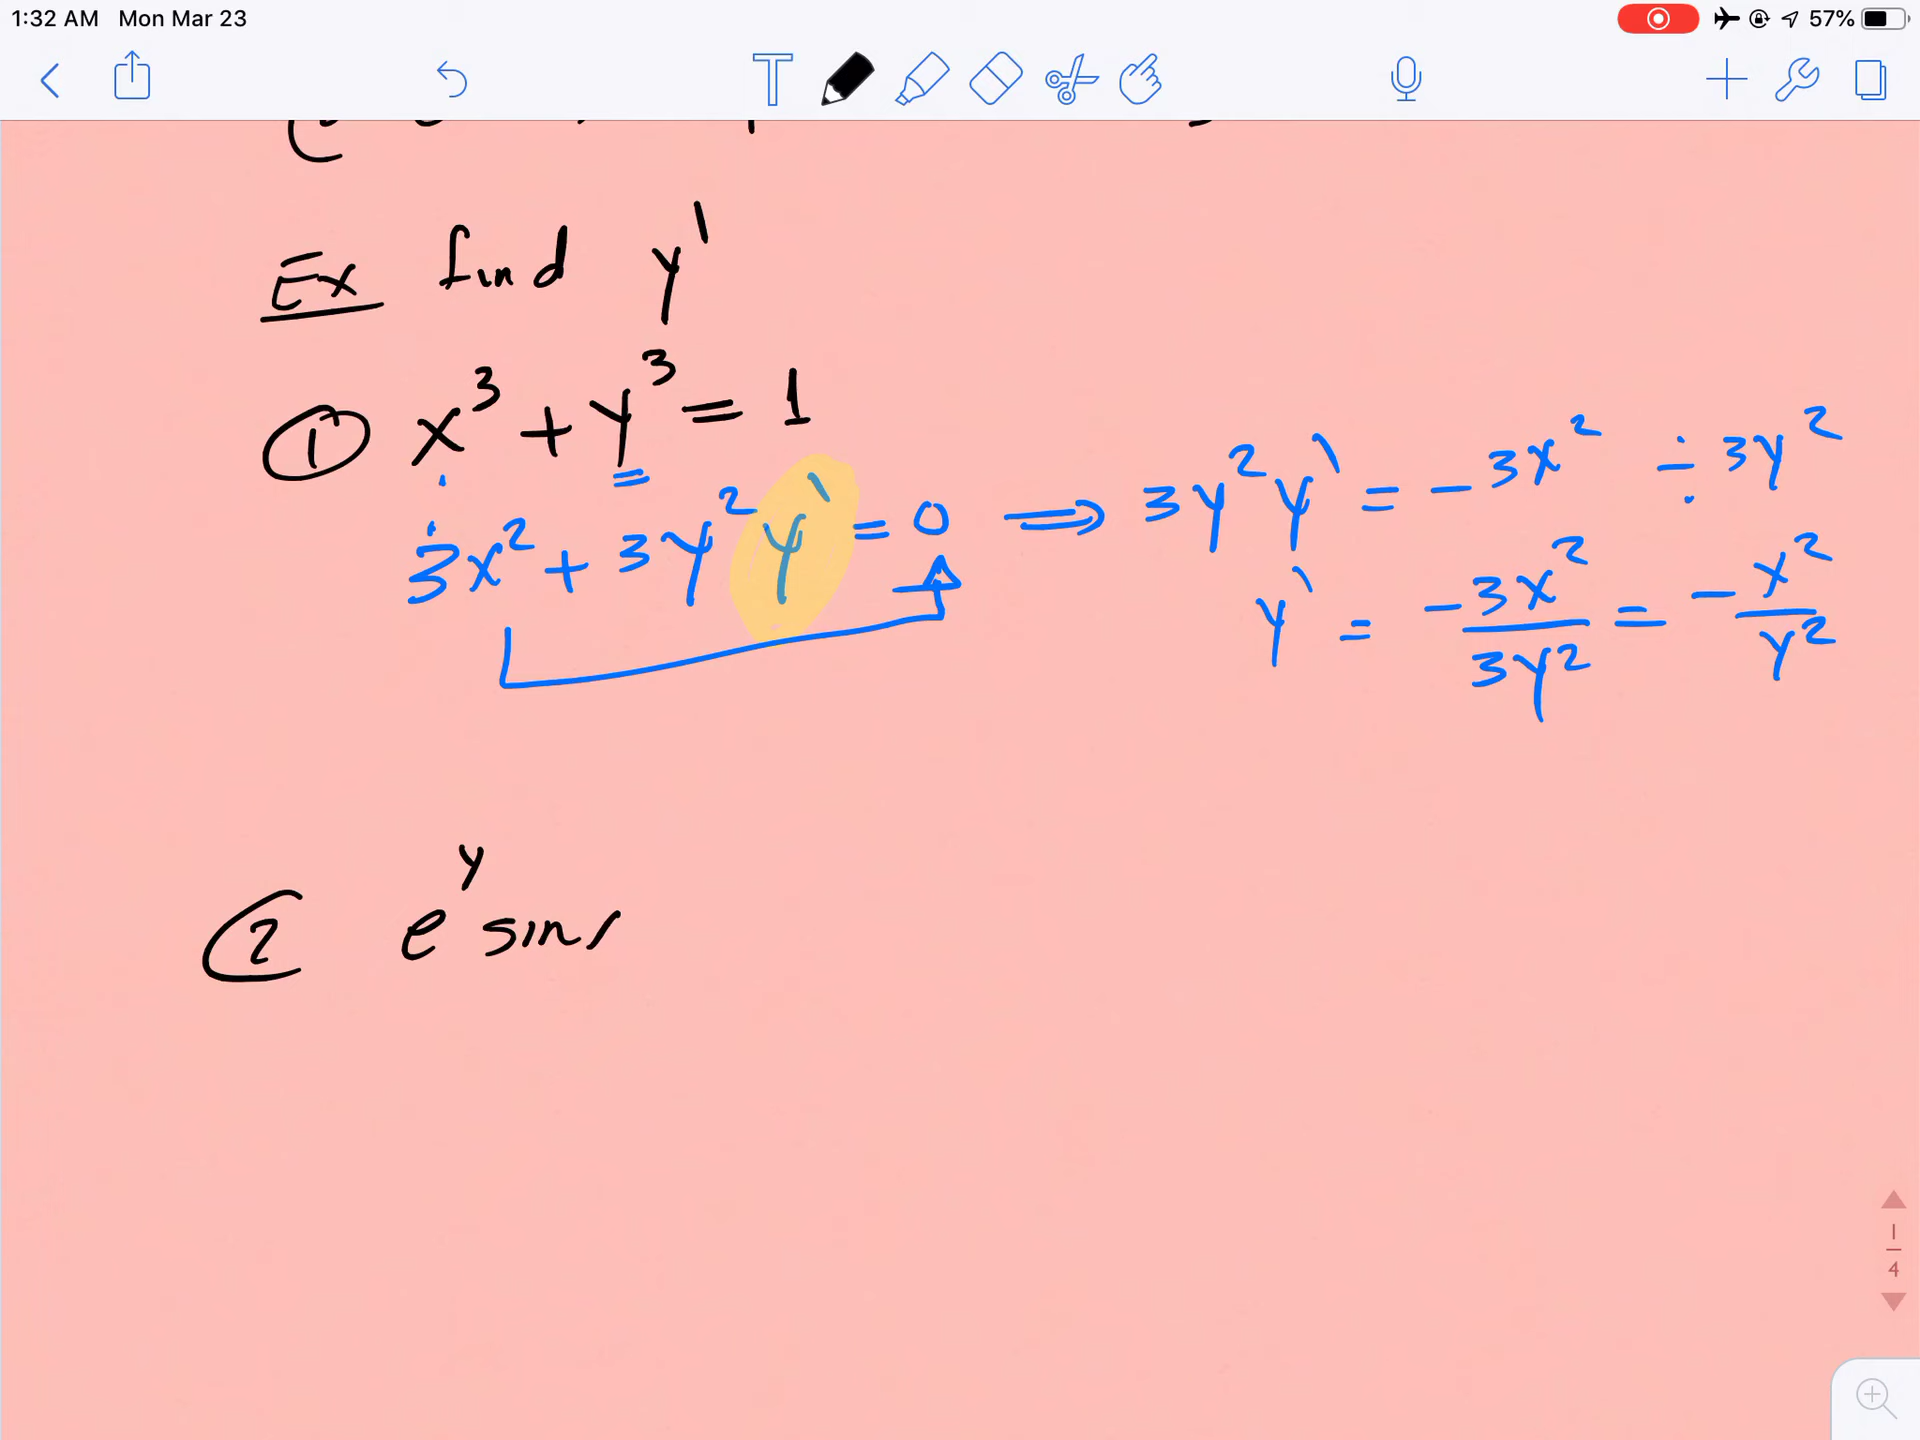 1:32 AM Mon Mar 23 57%
Ex find y'
① x³ + y³ = 1
3x² + 3y² y' = 0 ⟹ 3y² y' = -3x² ÷ 3y²
y' = -3x²/3y² = -x²/y²
② e^y sin
1/4